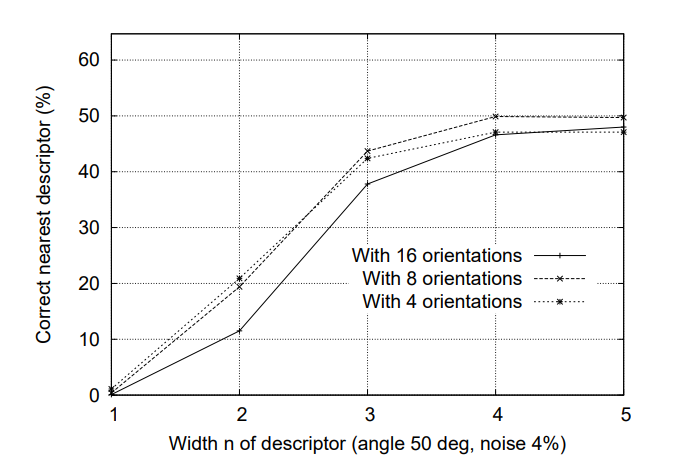 60
50
40
30
20
10
0
1 2 3 4 5
Correct nearest descriptor (%)
With 16 orientations
With 8 orientations
With 4 orientations
Width n of descriptor (angle 50 deg, noise 4%)